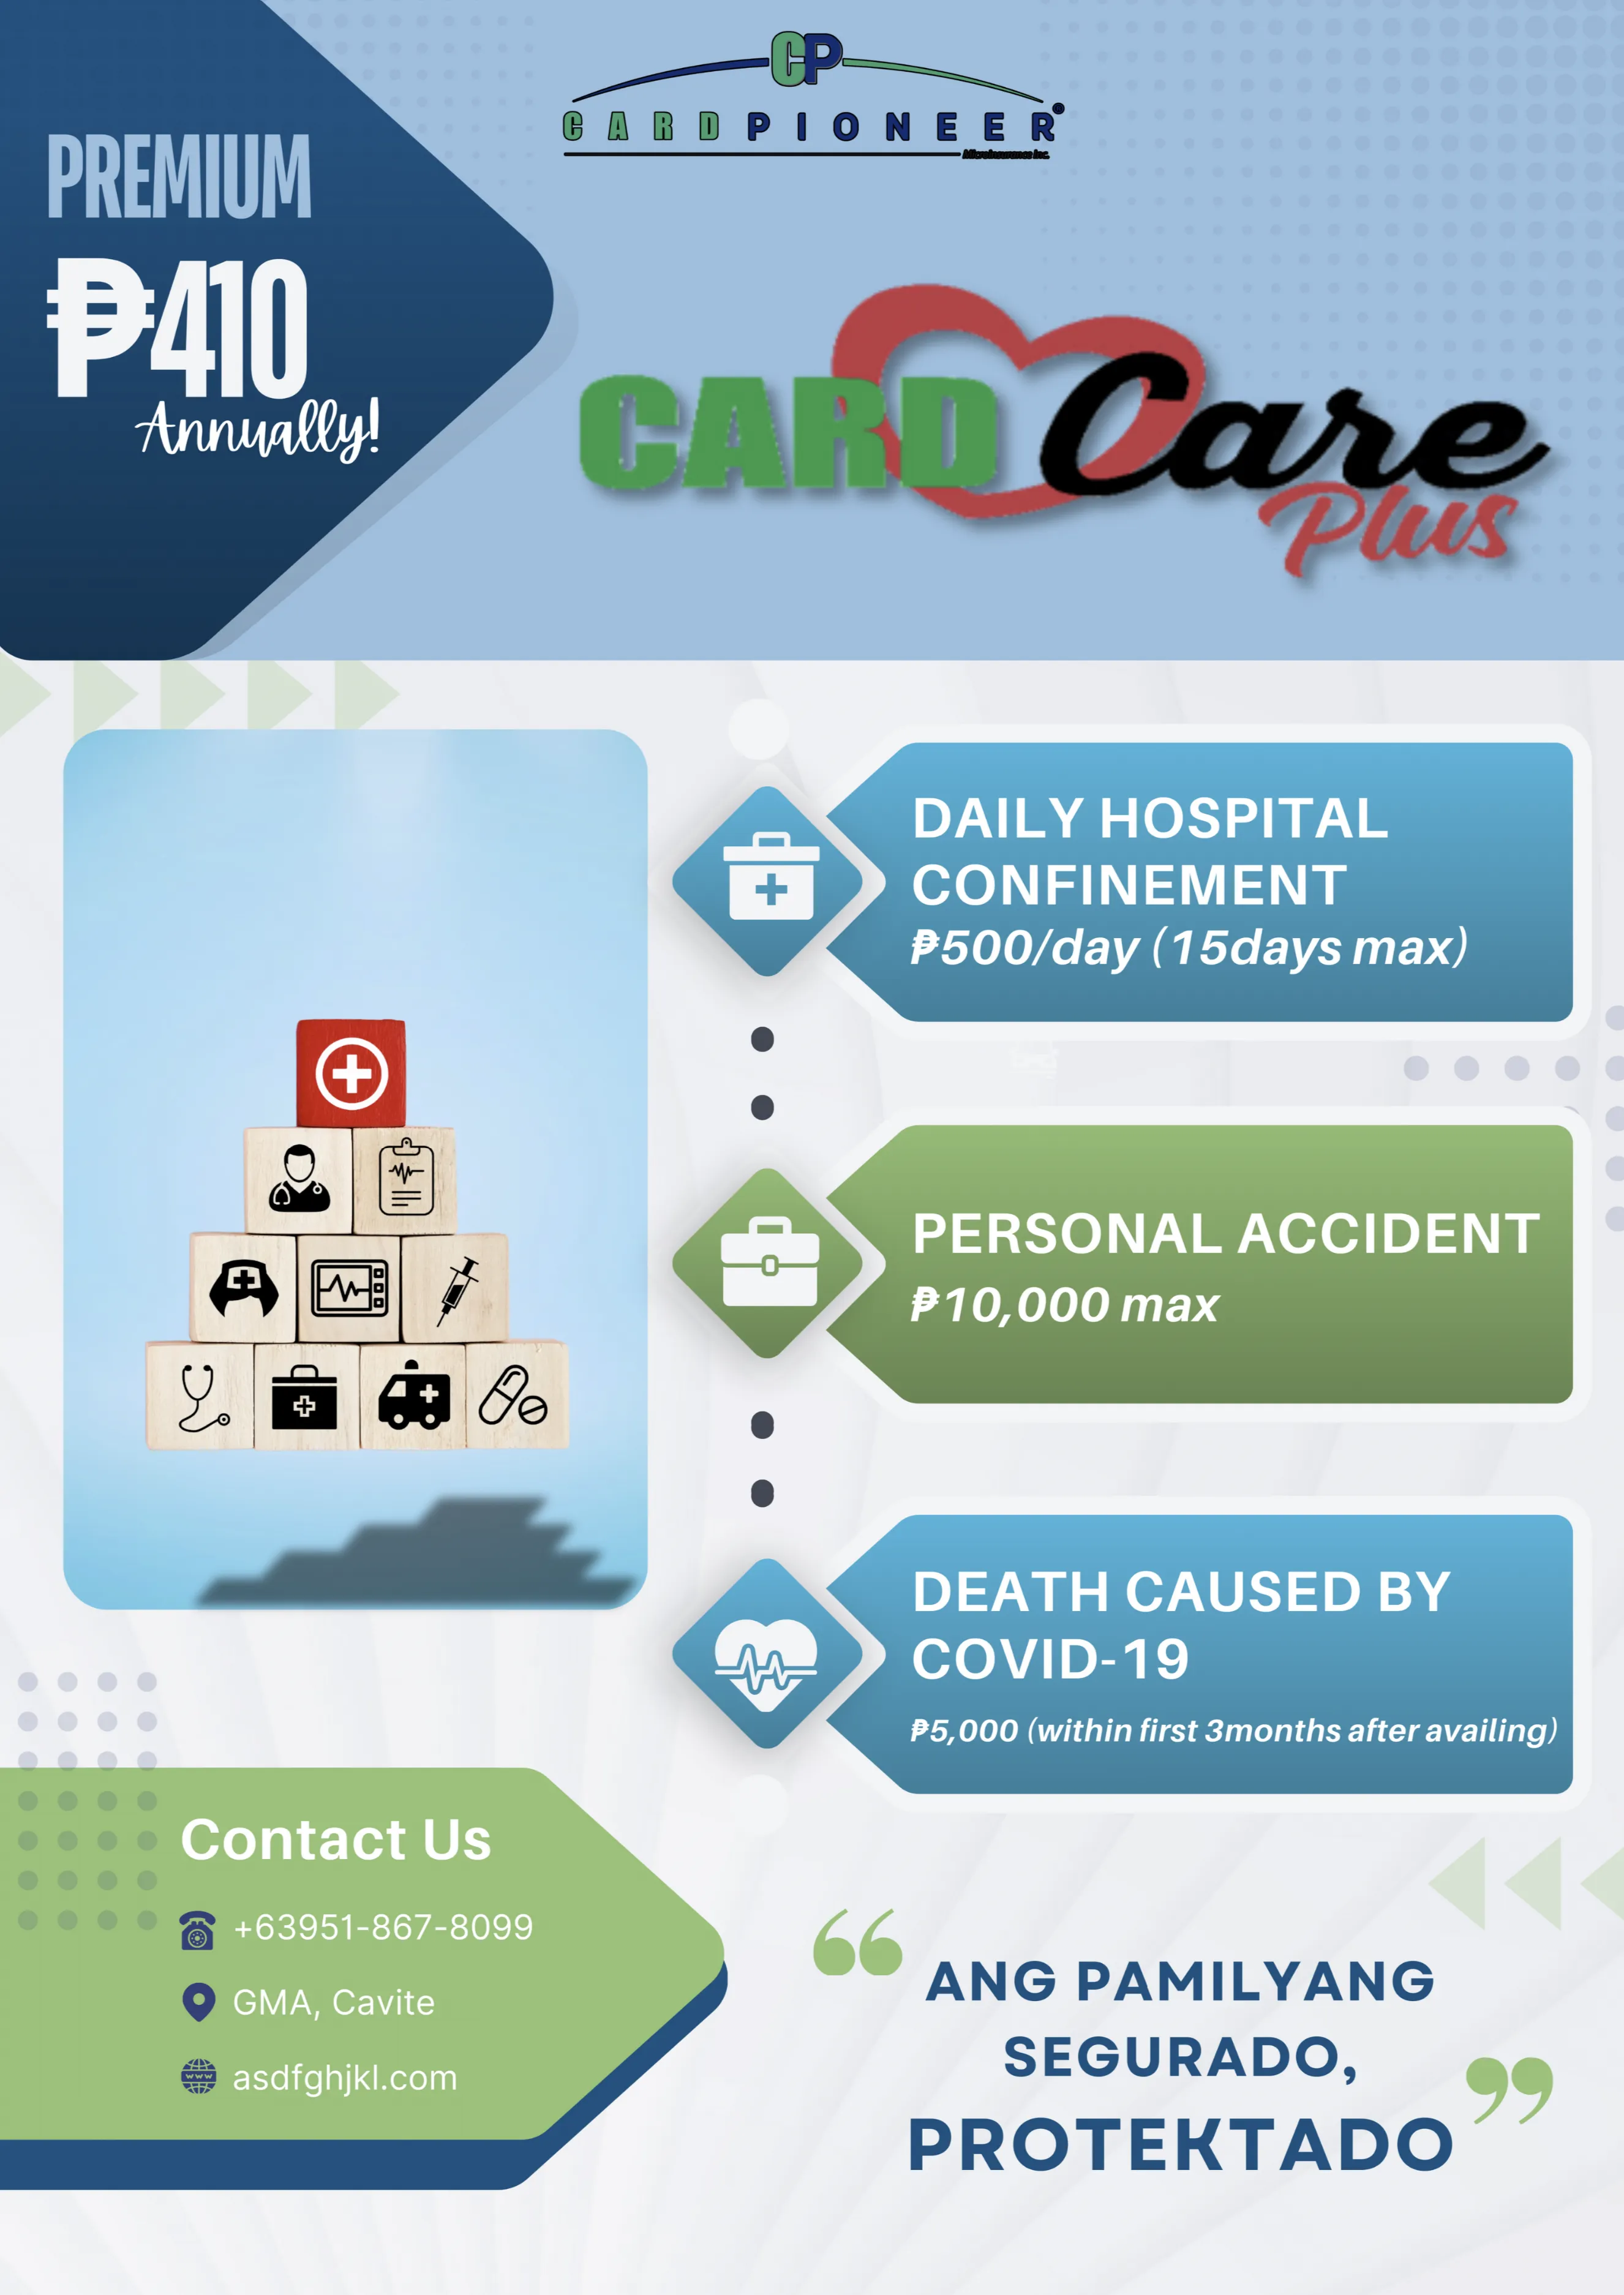 CP
CARDPIONEER
Microinsurance Inc.
PREMIUM
₱410
Annually!
CARD Care
Plus
DAILY HOSPITAL
CONFINEMENT
₱500/day (15days max)
PERSONAL ACCIDENT
₱10,000 max
DEATH CAUSED BY
COVID-19
₱5,000 (within first 3months after availing)
Contact Us
+63951-867-8099
GMA, Cavite
www
asdfghjkl.com
“ANG PAMILYANG
SEGURADO,
PROTEKTADO”